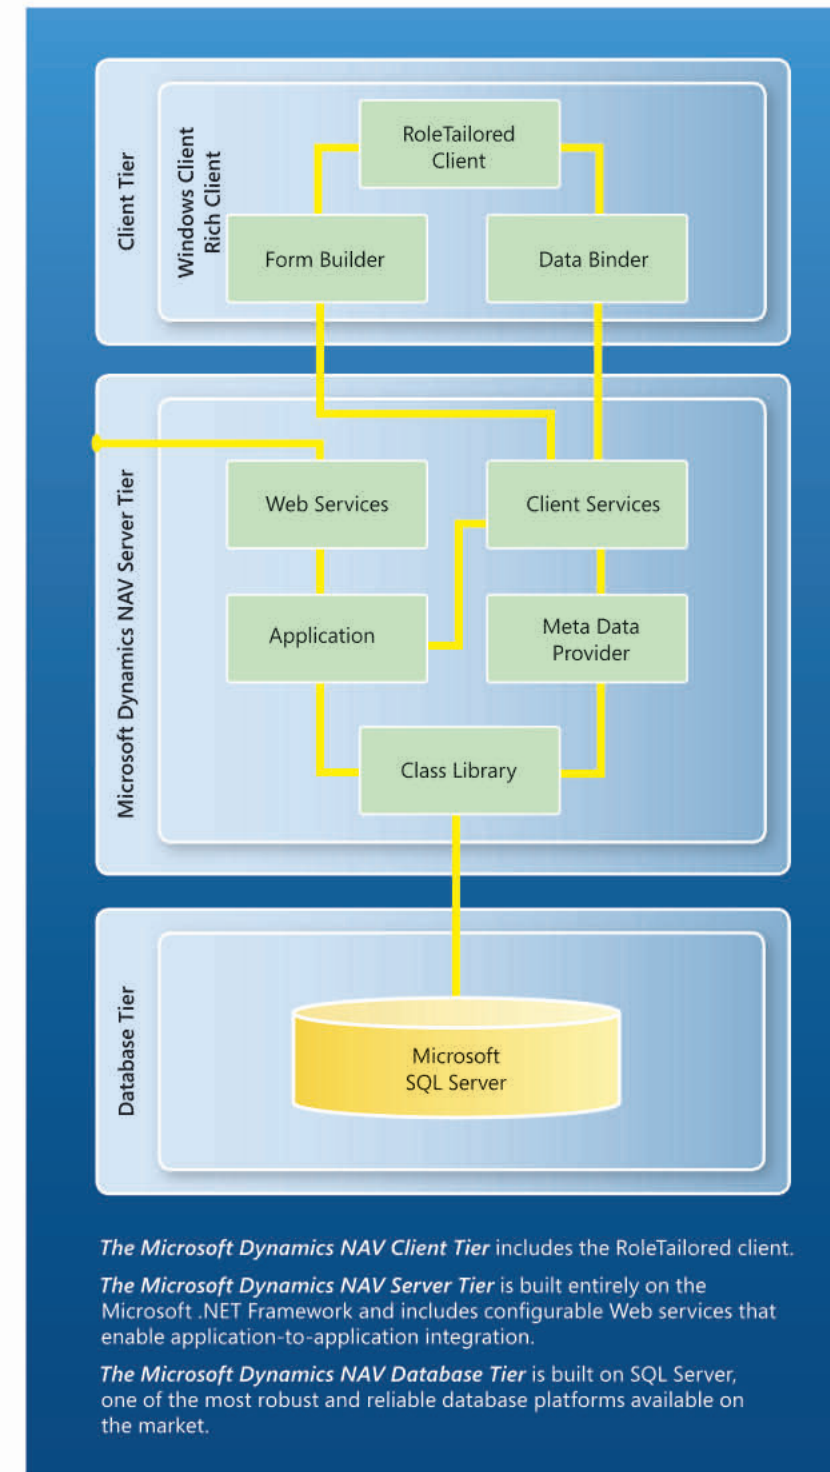 Client Tier
Windows Client
Rich Client
RoleTailored
Client
Form Builder
Data Binder
Microsoft Dynamics NAV Server Tier
Web Services
Client Services
Application
Meta Data
Provider
Class Library
Database Tier
Microsoft
SQL Server
The Microsoft Dynamics NAV Client Tier includes the RoleTailored client.
The Microsoft Dynamics NAV Server Tier is built entirely on the
Microsoft .NET Framework and includes configurable Web services that
enable application-to-application integration.
The Microsoft Dynamics NAV Database Tier is built on SQL Server,
one of the most robust and reliable database platforms available on
the market.